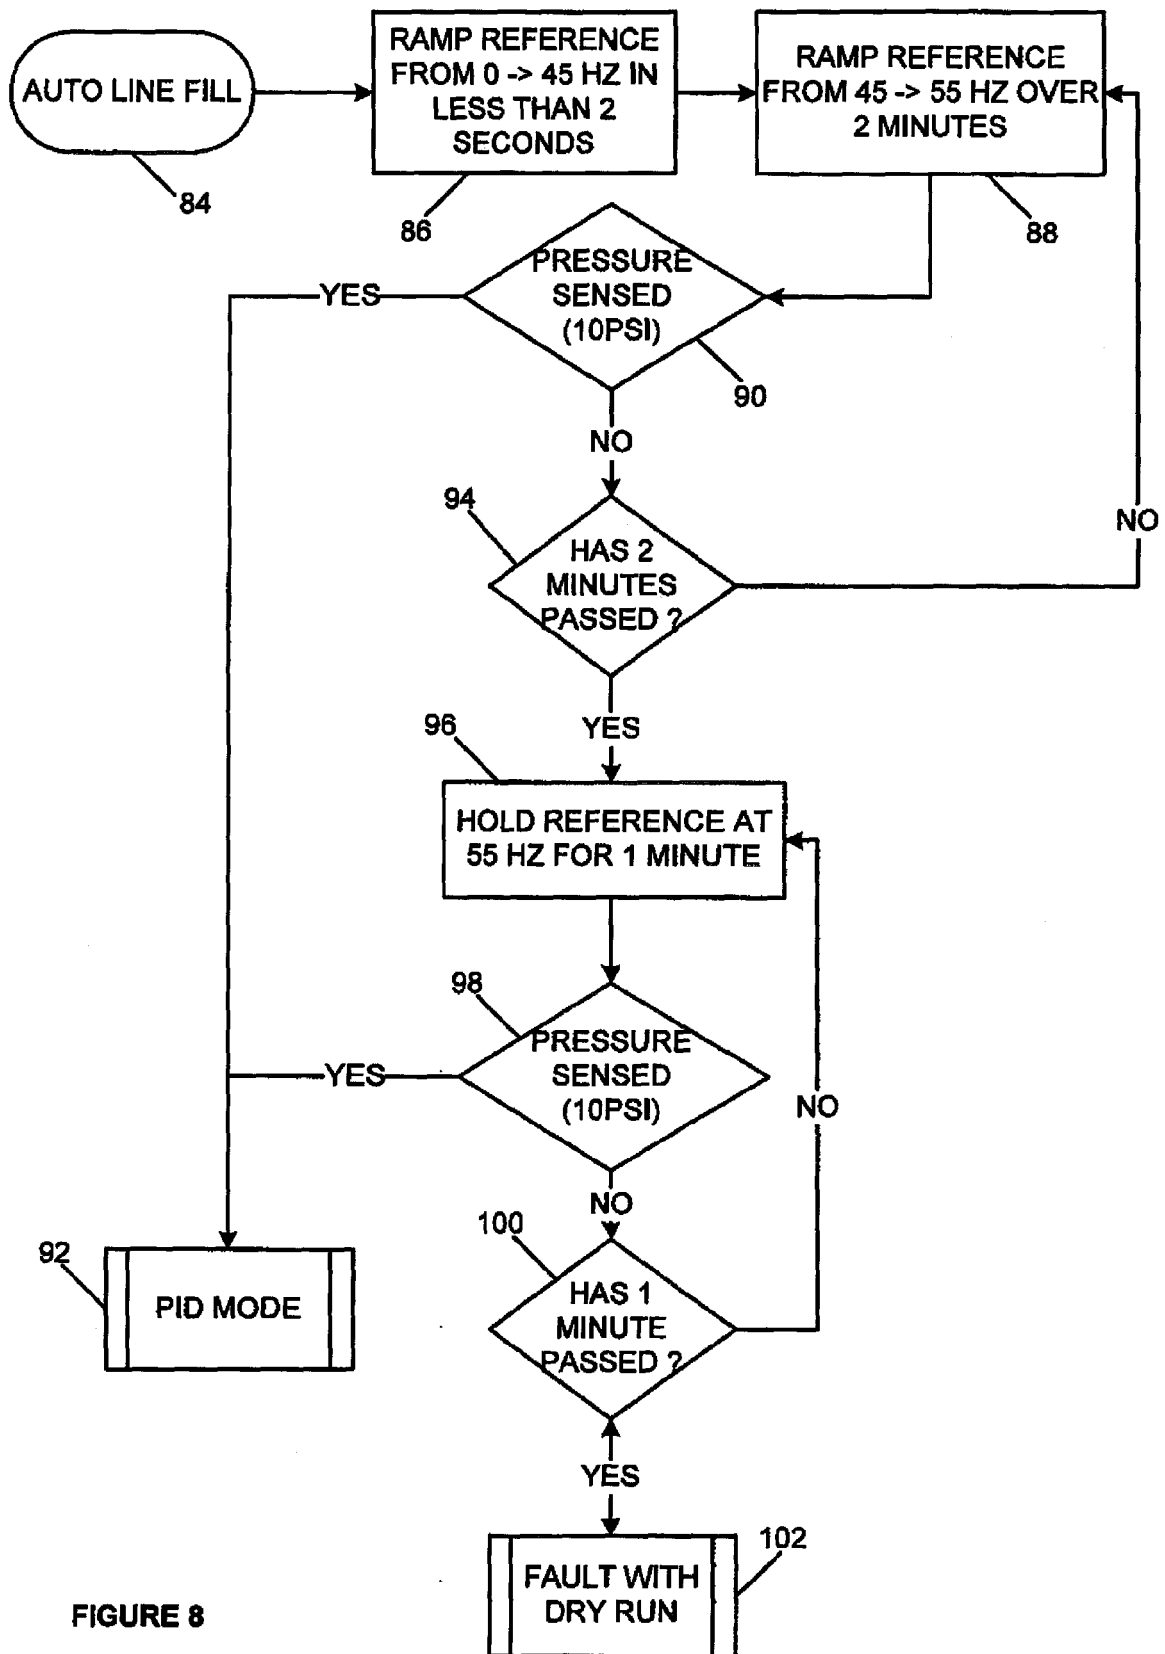 AUTO LINE FILL
84
RAMP REFERENCE
FROM 0 -> 45 HZ IN
LESS THAN 2
SECONDS
86
RAMP REFERENCE
FROM 45 -> 55 HZ OVER
2 MINUTES
88
PRESSURE
SENSED
(10PSI)
90
YES
NO
94
HAS 2
MINUTES
PASSED ?
NO
YES
96
HOLD REFERENCE AT
55 HZ FOR 1 MINUTE
98
PRESSURE
SENSED
(10PSI)
YES
NO
NO
100
HAS 1
MINUTE
PASSED ?
92
PID MODE
YES
102
FAULT WITH
DRY RUN
FIGURE 8